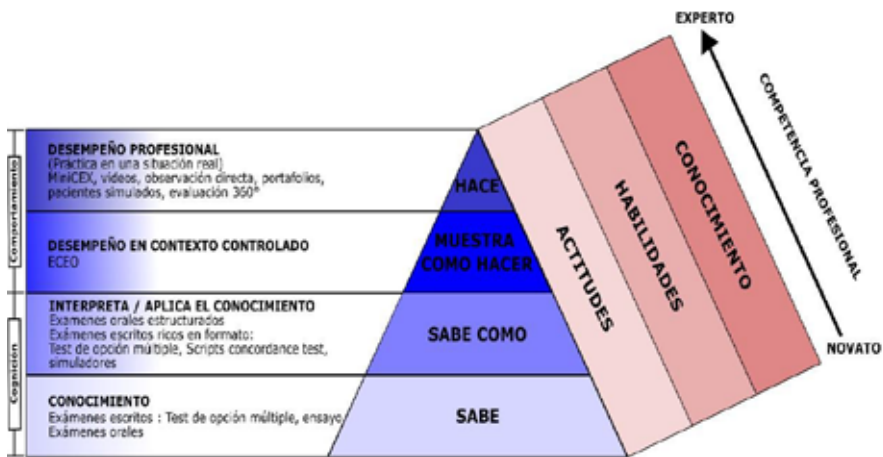 EXPERTO
COMPETENCIA PROFESIONAL
NOVATO
CONOCIMIENTO
HABILIDADES
ACTITUDES
Comportamiento
DESEMPEÑO PROFESIONAL
(Práctica en una situación real)
MiniCEX, vídeos, observación directa, portafolios,
pacientes simulados, evaluación 360°
HACE
DESEMPEÑO EN CONTEXTO CONTROLADO
ECEO
MUESTRA
COMO HACER
Cognición
INTERPRETA / APLICA EL CONOCIMIENTO
Exámenes orales estructurados
Exámenes escritos ricos en formato:
Test de opción múltiple, Scripts concordance test,
simuladores
SABE COMO
CONOCIMIENTO
Exámenes escritos : Test de opción múltiple, ensayo
Exámenes orales
SABE